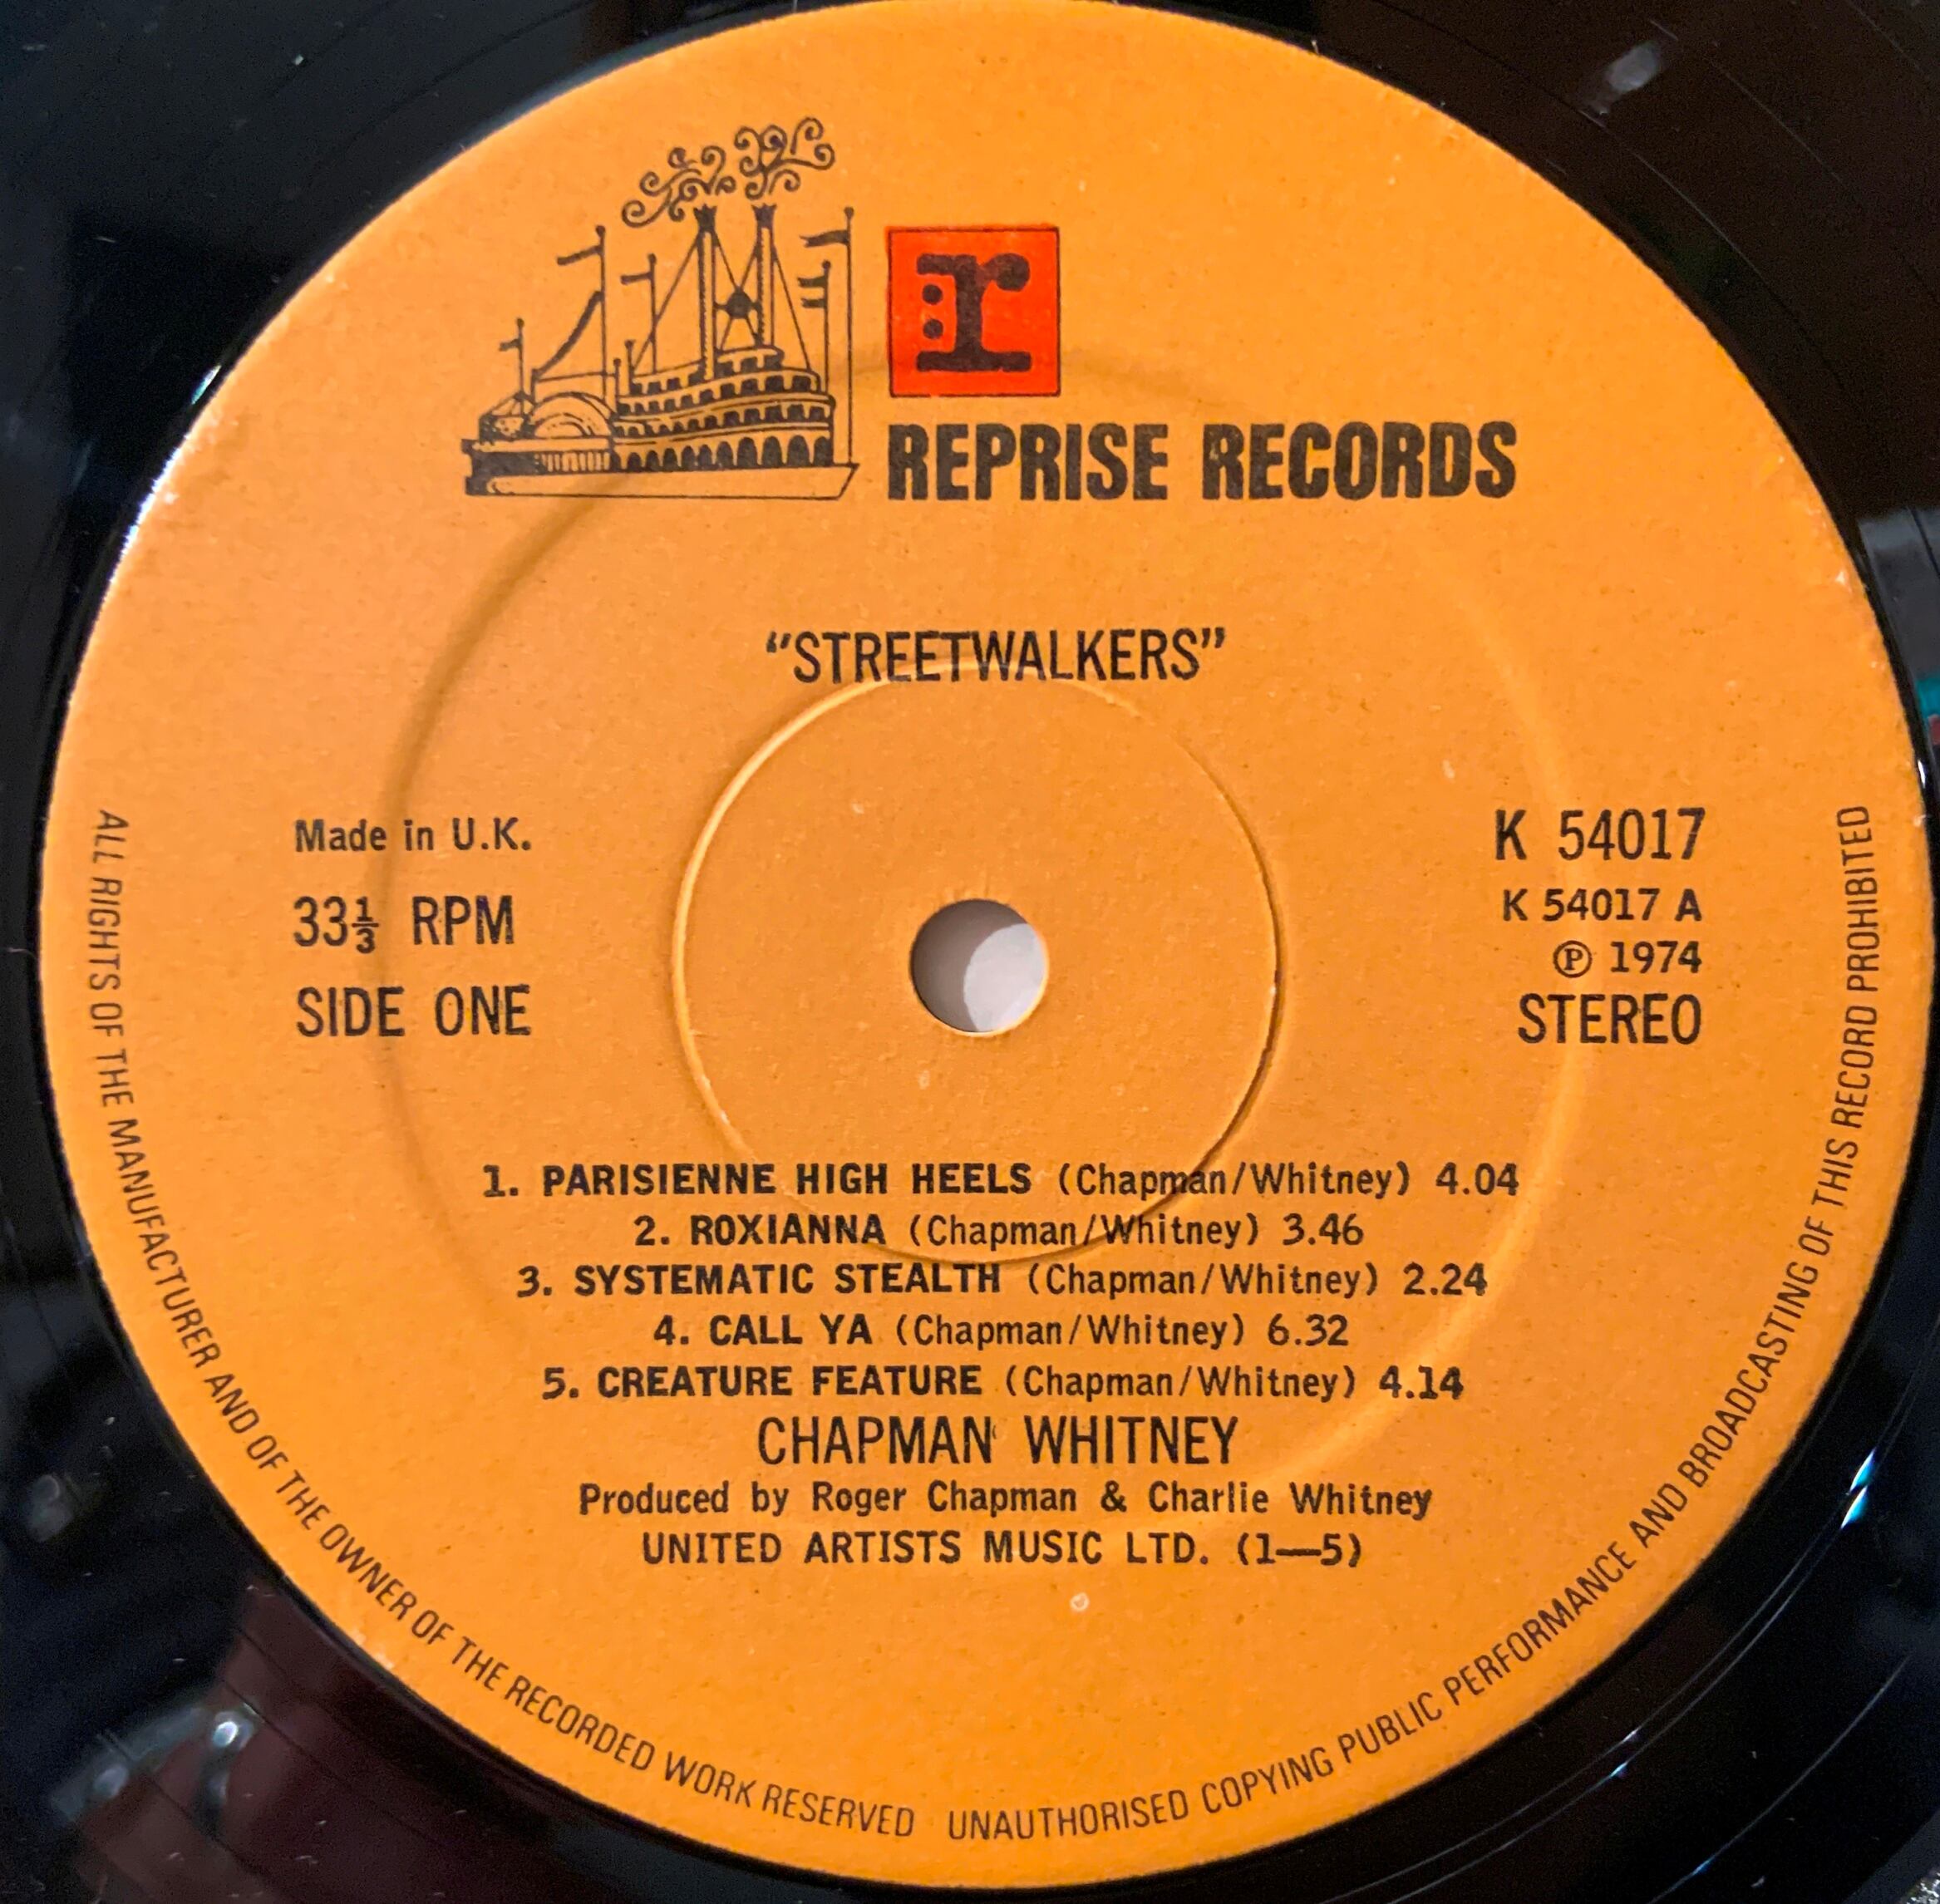 r
REPRISE RECORDS
“STREETWALKERS”
Made in U.K.
33⅓ RPM
SIDE ONE
K 54017
K 54017 A
Ⓟ 1974
STEREO
1. PARISIENNE HIGH HEELS (Chapman/Whitney) 4.04
2. ROXIANNA (Chapman/Whitney) 3.46
3. SYSTEMATIC STEALTH (Chapman/Whitney) 2.24
4. CALL YA (Chapman/Whitney) 6.32
5. CREATURE FEATURE (Chapman/Whitney) 4.14
CHAPMAN WHITNEY
Produced by Roger Chapman & Charlie Whitney
UNITED ARTISTS MUSIC LTD. (1—5)
ALL RIGHTS OF THE MANUFACTURER AND OF THE OWNER OF THE RECORDED WORK RESERVED UNAUTHORISED COPYING PUBLIC PERFORMANCE AND BROADCASTING OF THIS RECORD PROHIBITED